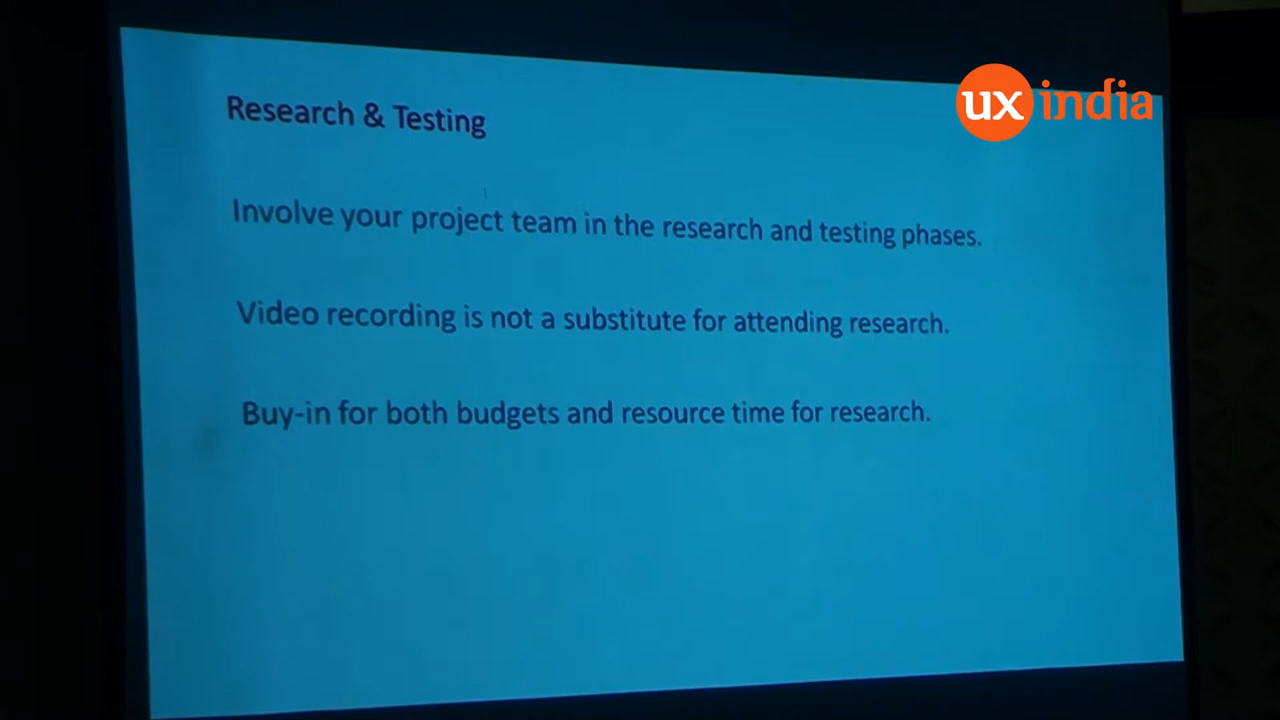 ux india
Research & Testing
Involve your project team in the research and testing phases.
Video recording is not a substitute for attending research.
Buy-in for both budgets and resource time for research.